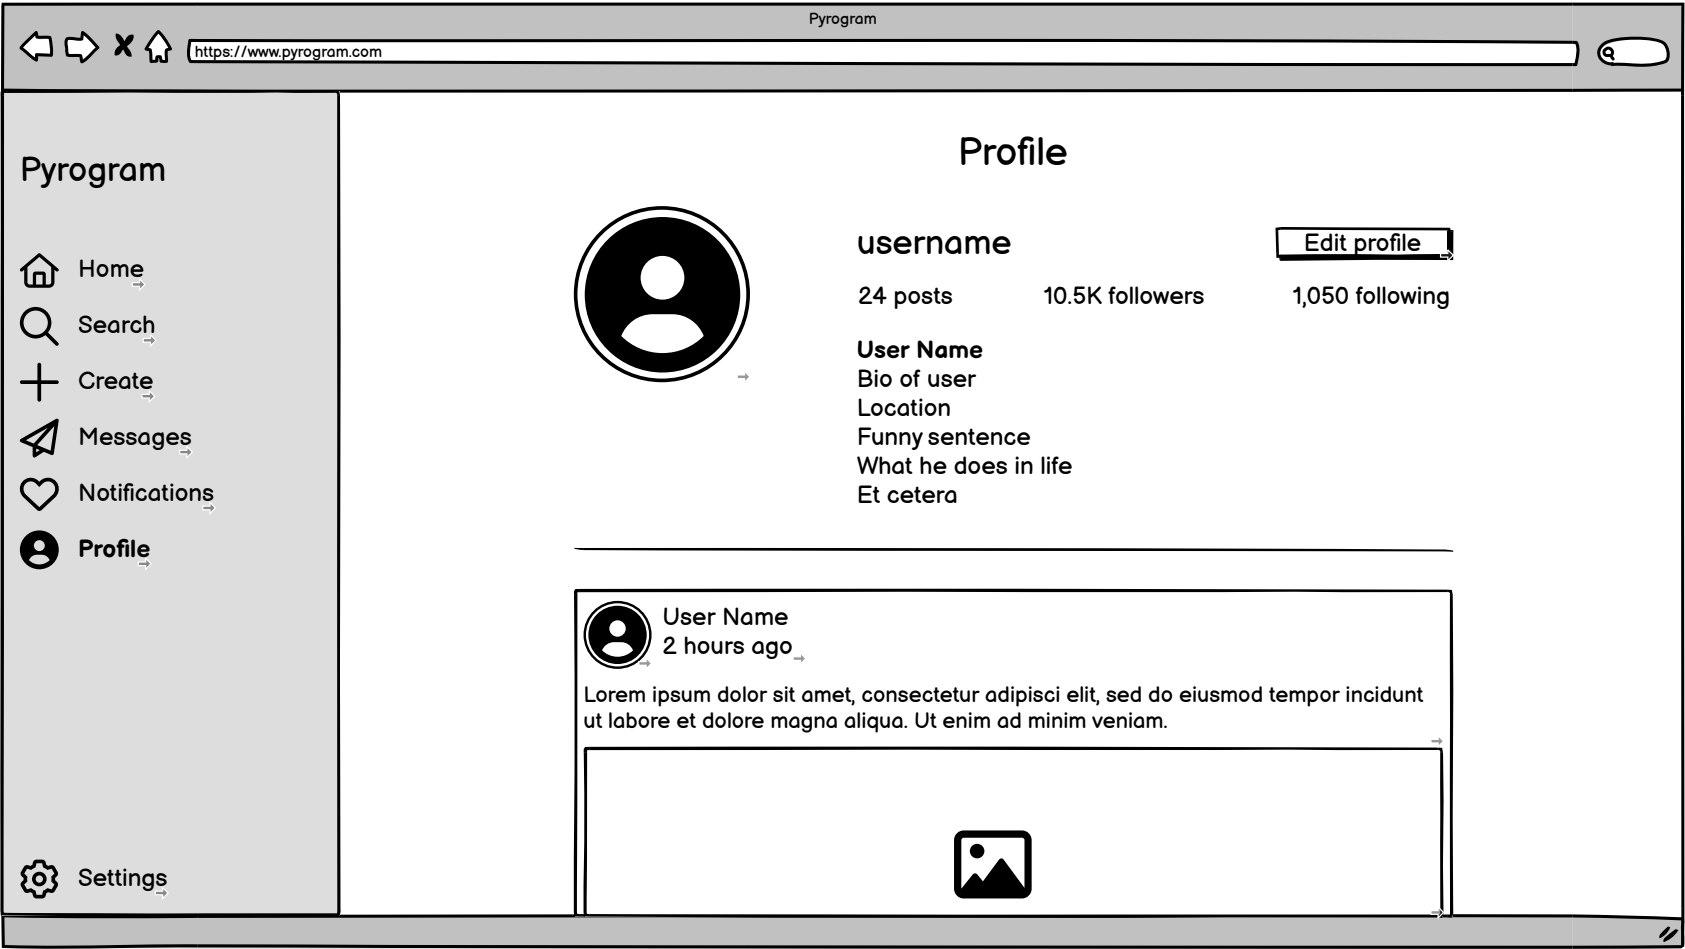 Pyrogram
https://www.pyrogram.com
Pyrogram
Home
Search
Create
Messages
Notifications
Profile
Settings
Profile
username
Edit profile
24 posts
10.5K followers
1,050 following
User Name
Bio of user
Location
Funny sentence
What he does in life
Et cetera
User Name
2 hours ago
Lorem ipsum dolor sit amet, consectetur adipisci elit, sed do eiusmod tempor incidunt
ut labore et dolore magna aliqua. Ut enim ad minim veniam.